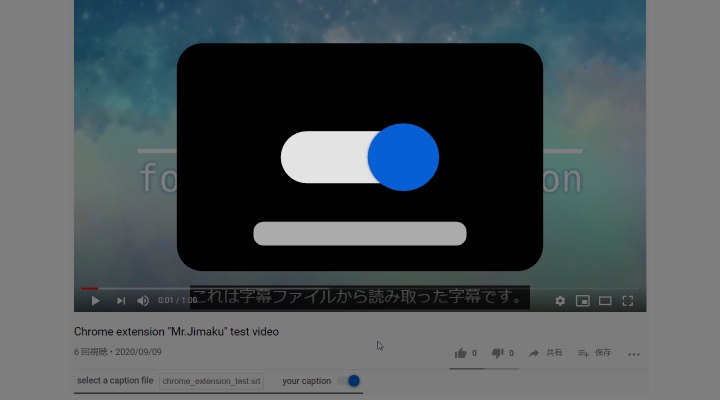 fo
on
0:01 / 1:00
これは字幕ファイルから読み取った字幕です。
Chrome extension "Mr.Jimaku" test video
6 回視聴 • 2020/09/09
0
0
共有
保存
select a caption file
chrome_extension_test.srt
your caption